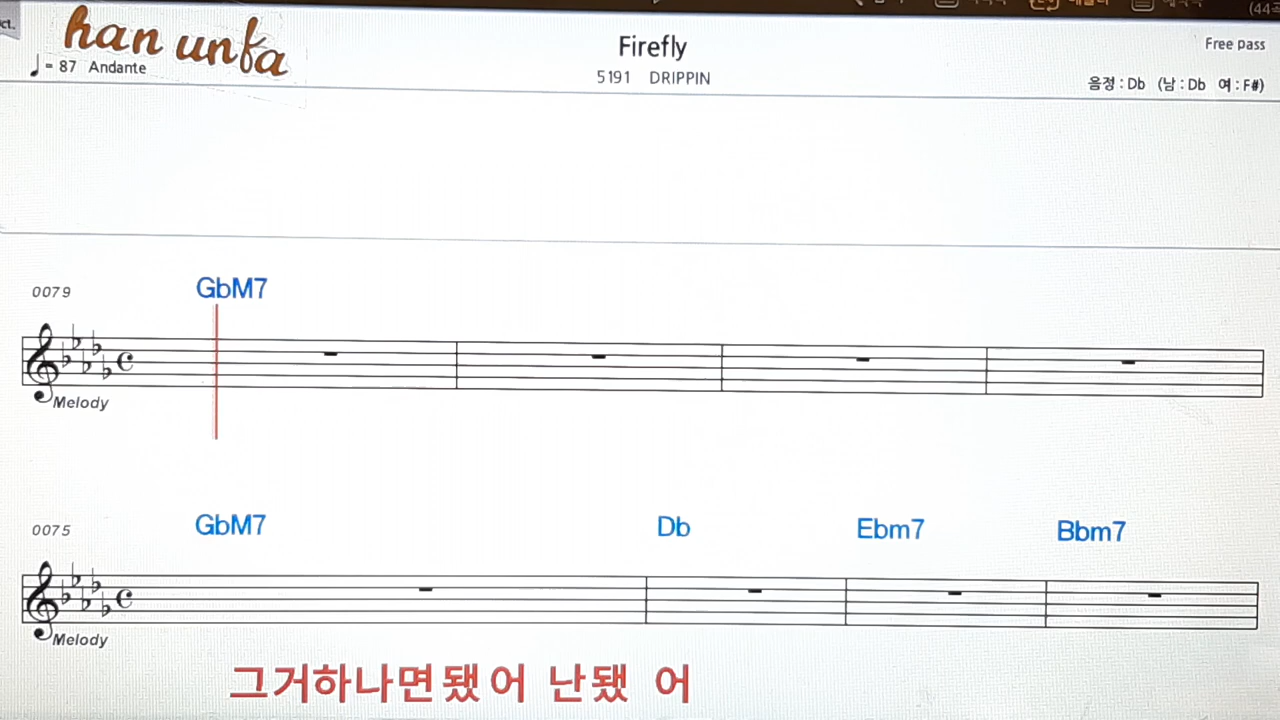 ct.
han unfa
♩= 87 Andante
Firefly
5191 DRIPPIN
Free pass
음정 : Db (남 : Db 여 : F#)
0079
GbM7
Melody
0075
GbM7 Db Ebm7 Bbm7
Melody
그거하나면됐어 난됐 어